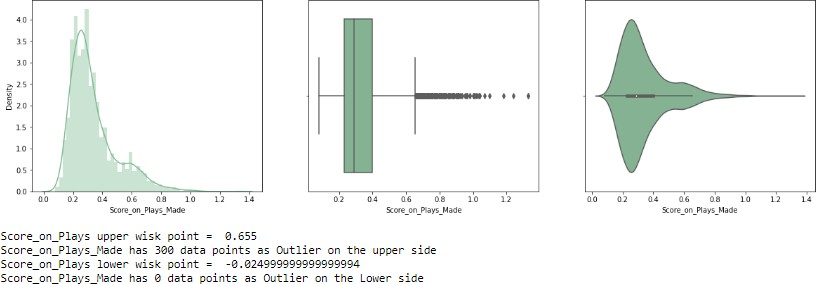 4.0
3.5
3.0
2.5
2.0
1.5
1.0
0.5
0.0
Density
0.0 0.2 0.4 0.6 0.8 1.0 1.2 1.4
Score_on_Plays_Made
0.2 0.4 0.6 0.8 1.0 1.2
Score_on_Plays_Made
0.0 0.2 0.4 0.6 0.8 1.0 1.2 1.4
Score_on_Plays_Made
Score_on_Plays upper wisk point = 0.655
Score_on_Plays_Made has 300 data points as Outlier on the upper side
Score_on_Plays lower wisk point = -0.024999999999999994
Score_on_Plays_Made has 0 data points as Outlier on the Lower side